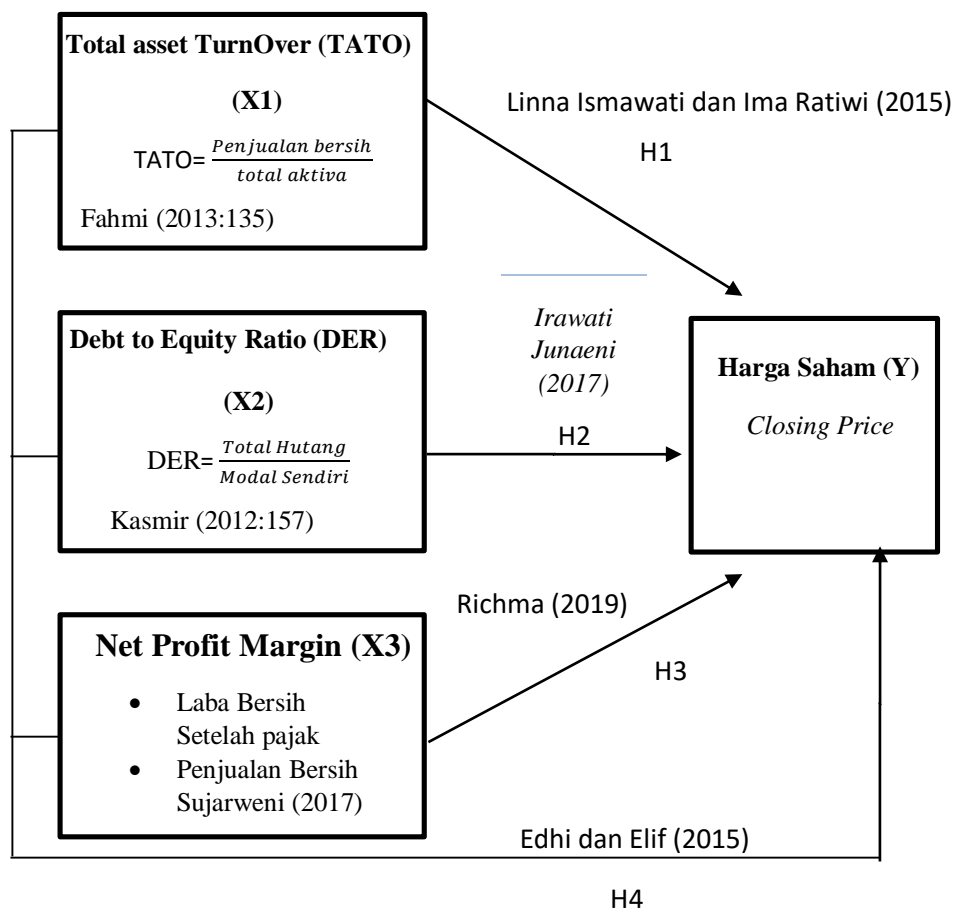 Total asset TurnOver (TATO)
(X1)
TATO= Penjualan bersih
total aktiva
Fahmi (2013:135)
Linna Ismawati dan Ima Ratiwi (2015)
H1
Debt to Equity Ratio (DER)
(X2)
DER= Total Hutang
Modal Sendiri
Kasmir (2012:157)
Irawati
Junaeni
(2017)
H2
Harga Saham (Y)
Closing Price
Net Profit Margin (X3)
• Laba Bersih
Setelah pajak
• Penjualan Bersih
Sujarweni (2017)
Richma (2019)
H3
Edhi dan Elif (2015)
H4